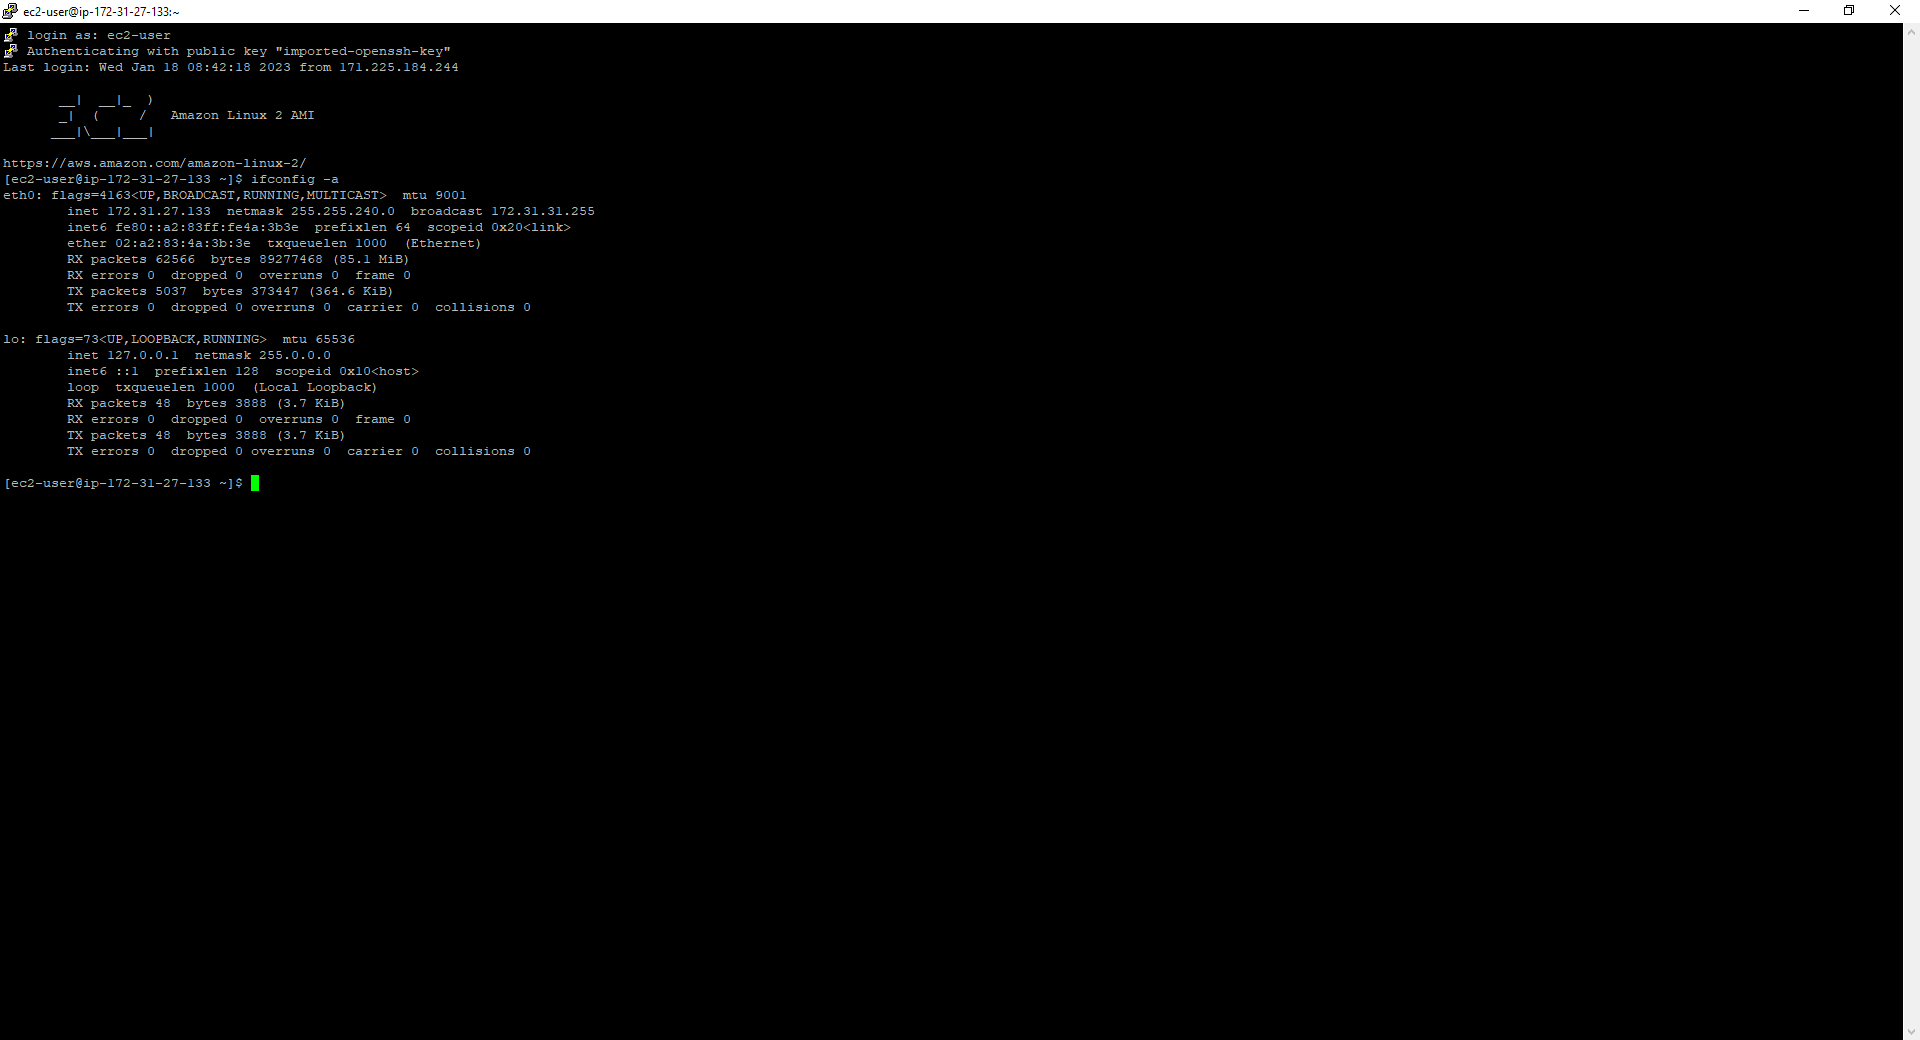 ec2-user@ip-172-31-27-133:~
login as: ec2-user
Authenticating with public key "imported-openssh-key"
Last login: Wed Jan 18 08:42:18 2023 from 171.225.184.244

       __|  __|_  )
       _|  (     /   Amazon Linux 2 AMI
      ___|\___|___|

https://aws.amazon.com/amazon-linux-2/
[ec2-user@ip-172-31-27-133 ~]$ ifconfig -a
eth0: flags=4163<UP,BROADCAST,RUNNING,MULTICAST>  mtu 9001
        inet 172.31.27.133  netmask 255.255.240.0  broadcast 172.31.31.255
        inet6 fe80::a2:83ff:fe4a:3b3e  prefixlen 64  scopeid 0x20<link>
        ether 02:a2:83:4a:3b:3e  txqueuelen 1000  (Ethernet)
        RX packets 62566  bytes 89277468 (85.1 MiB)
        RX errors 0  dropped 0  overruns 0  frame 0
        TX packets 5037  bytes 373447 (364.6 KiB)
        TX errors 0  dropped 0 overruns 0  carrier 0  collisions 0

lo: flags=73<UP,LOOPBACK,RUNNING>  mtu 65536
        inet 127.0.0.1  netmask 255.0.0.0
        inet6 ::1  prefixlen 128  scopeid 0x10<host>
        loop  txqueuelen 1000  (Local Loopback)
        RX packets 48  bytes 3888 (3.7 KiB)
        RX errors 0  dropped 0  overruns 0  frame 0
        TX packets 48  bytes 3888 (3.7 KiB)
        TX errors 0  dropped 0 overruns 0  carrier 0  collisions 0

[ec2-user@ip-172-31-27-133 ~]$